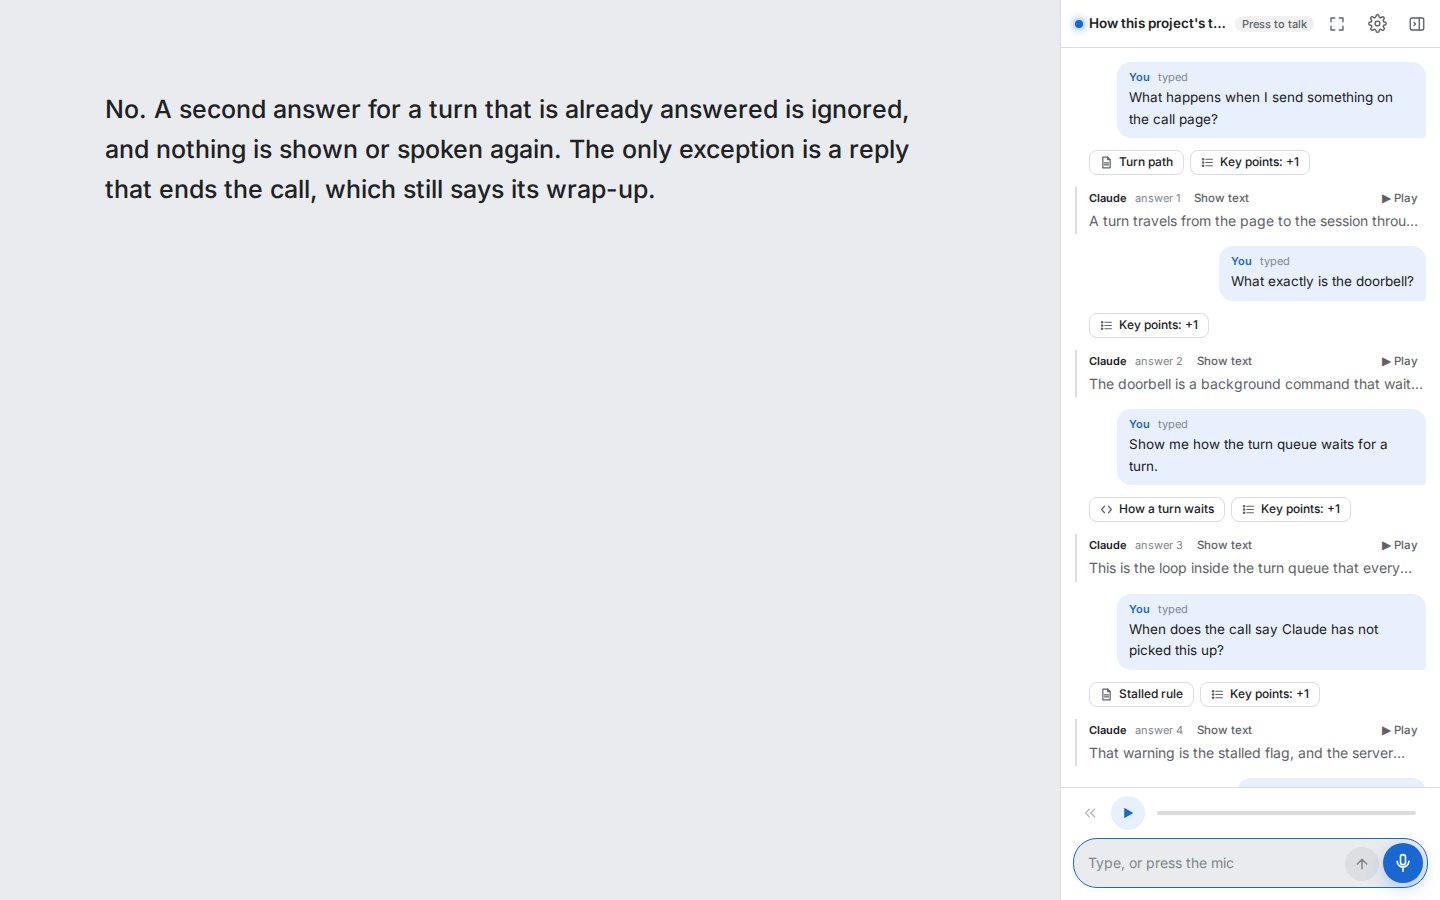 No. A second answer for a turn that is already answered is ignored,
and nothing is shown or spoken again. The only exception is a reply
that ends the call, which still says its wrap-up.
How this project's t... Press to talk
You typed
What happens when I send something on
the call page?
Turn path Key points: +1
Claude answer 1 Show text ▶ Play
A turn travels from the page to the session throu...
You typed
What exactly is the doorbell?
Key points: +1
Claude answer 2 Show text ▶ Play
The doorbell is a background command that wait...
You typed
Show me how the turn queue waits for a
turn.
How a turn waits Key points: +1
Claude answer 3 Show text ▶ Play
This is the loop inside the turn queue that every...
You typed
When does the call say Claude has not
picked this up?
Stalled rule Key points: +1
Claude answer 4 Show text ▶ Play
That warning is the stalled flag, and the server...
Type, or press the mic